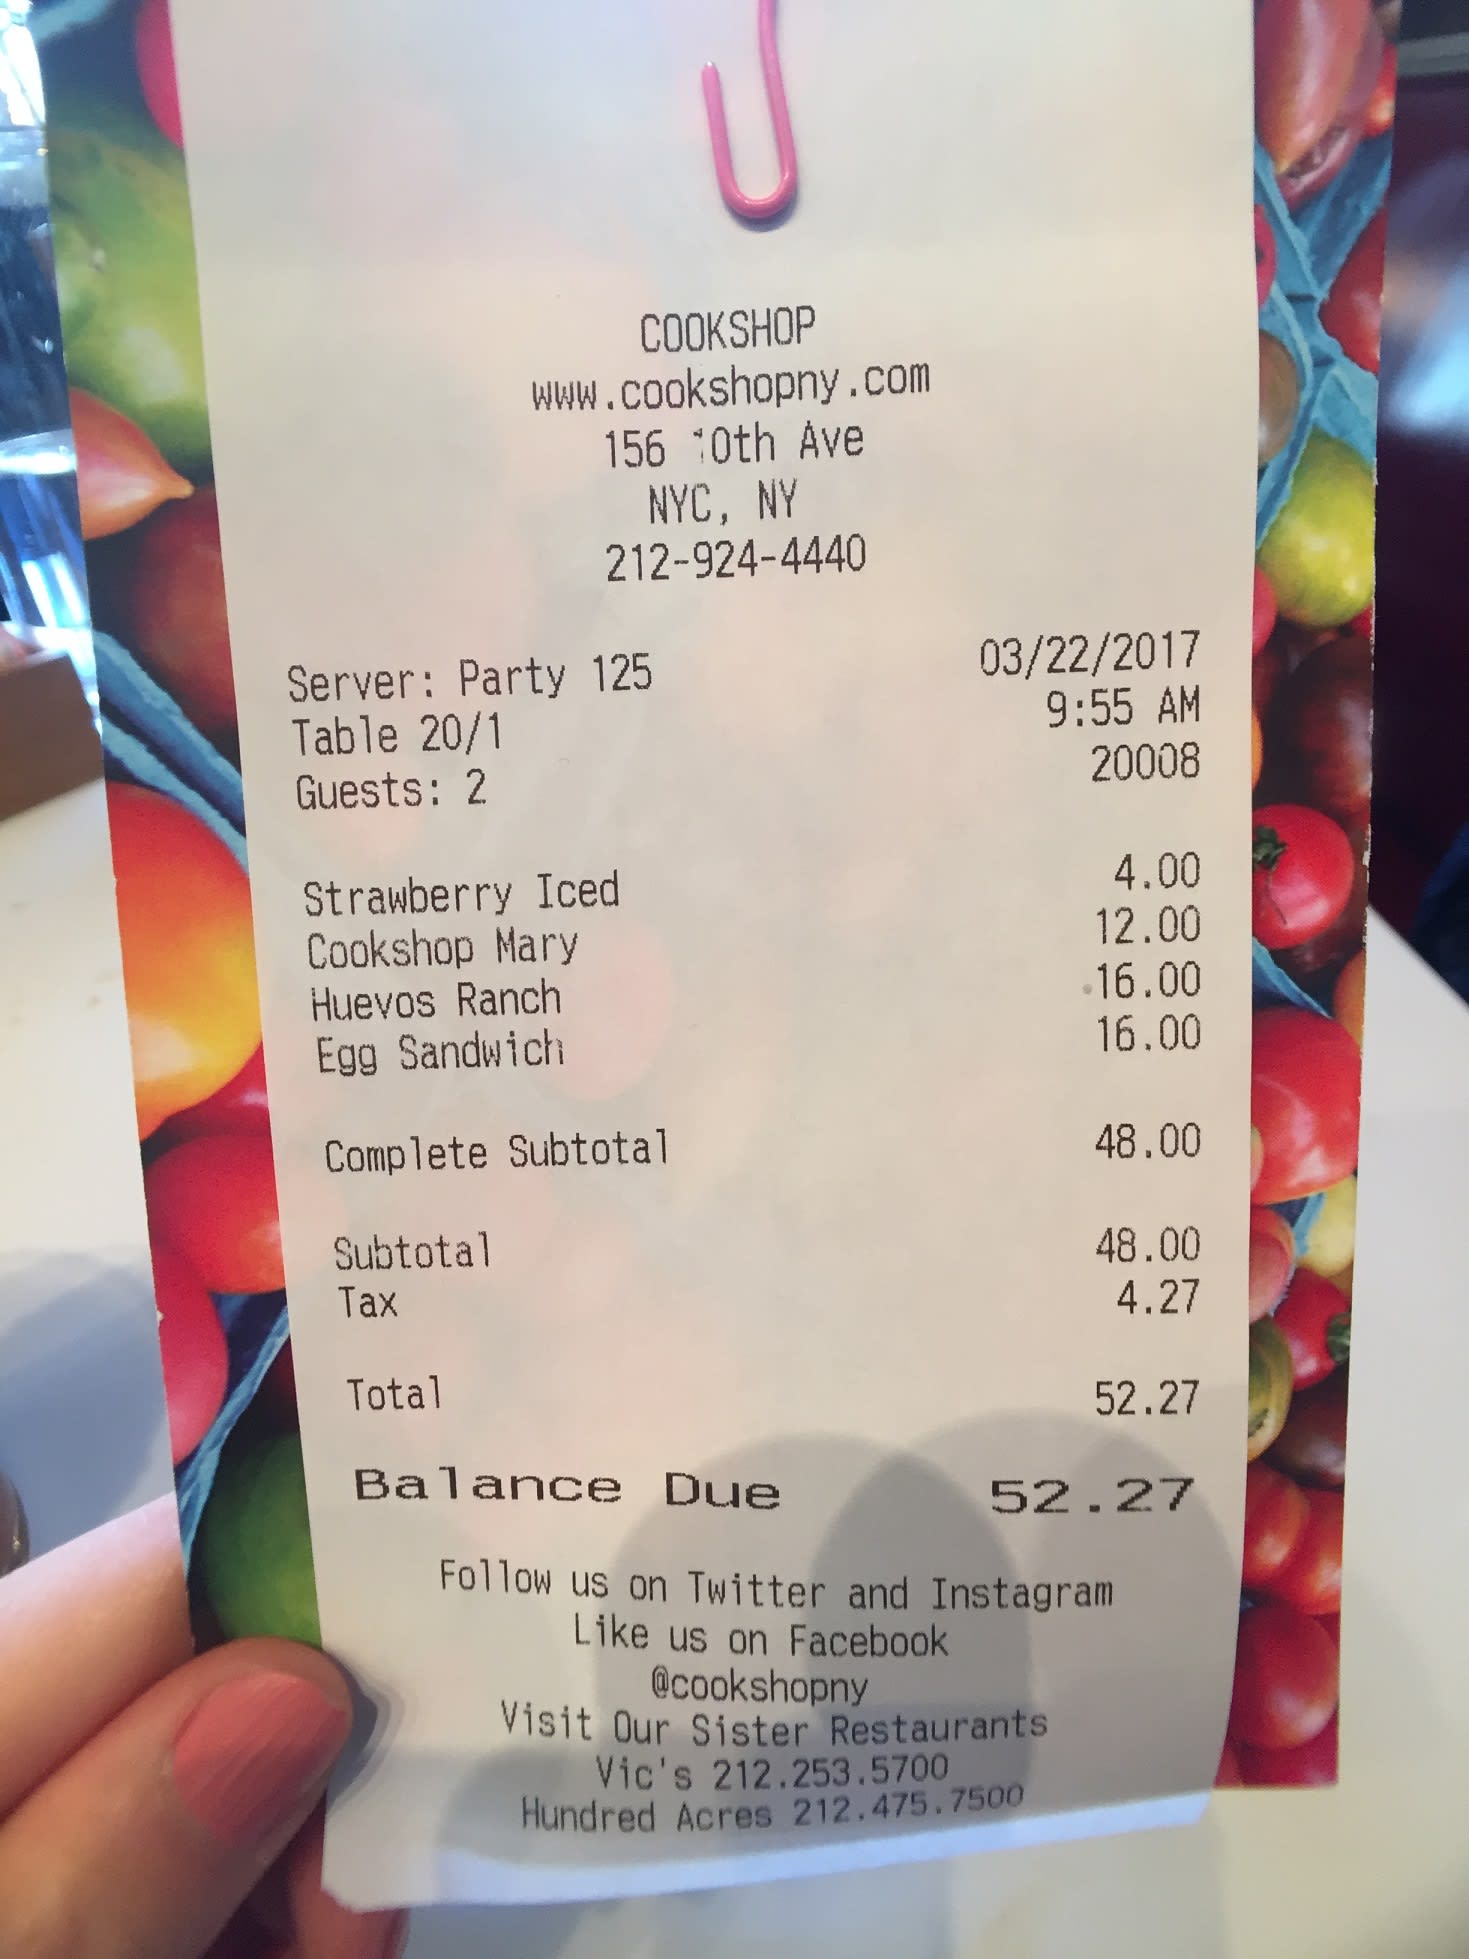 COOKSHOP
www.cookshopny.com
156 10th Ave
NYC, NY
212-924-4440
Server: Party 125 03/22/2017
Table 20/1 9:55 AM
Guests: 2 20008
Strawberry Iced 4.00
Cookshop Mary 12.00
Huevos Ranch 16.00
Egg Sandwich 16.00
Complete Subtotal 48.00
Subtotal 48.00
Tax 4.27
Total 52.27
Balance Due 52.27
Follow us on Twitter and Instagram
Like us on Facebook
@cookshopny
Visit Our Sister Restaurants
Vic's 212.253.5700
Hundred Acres 212.475.7500